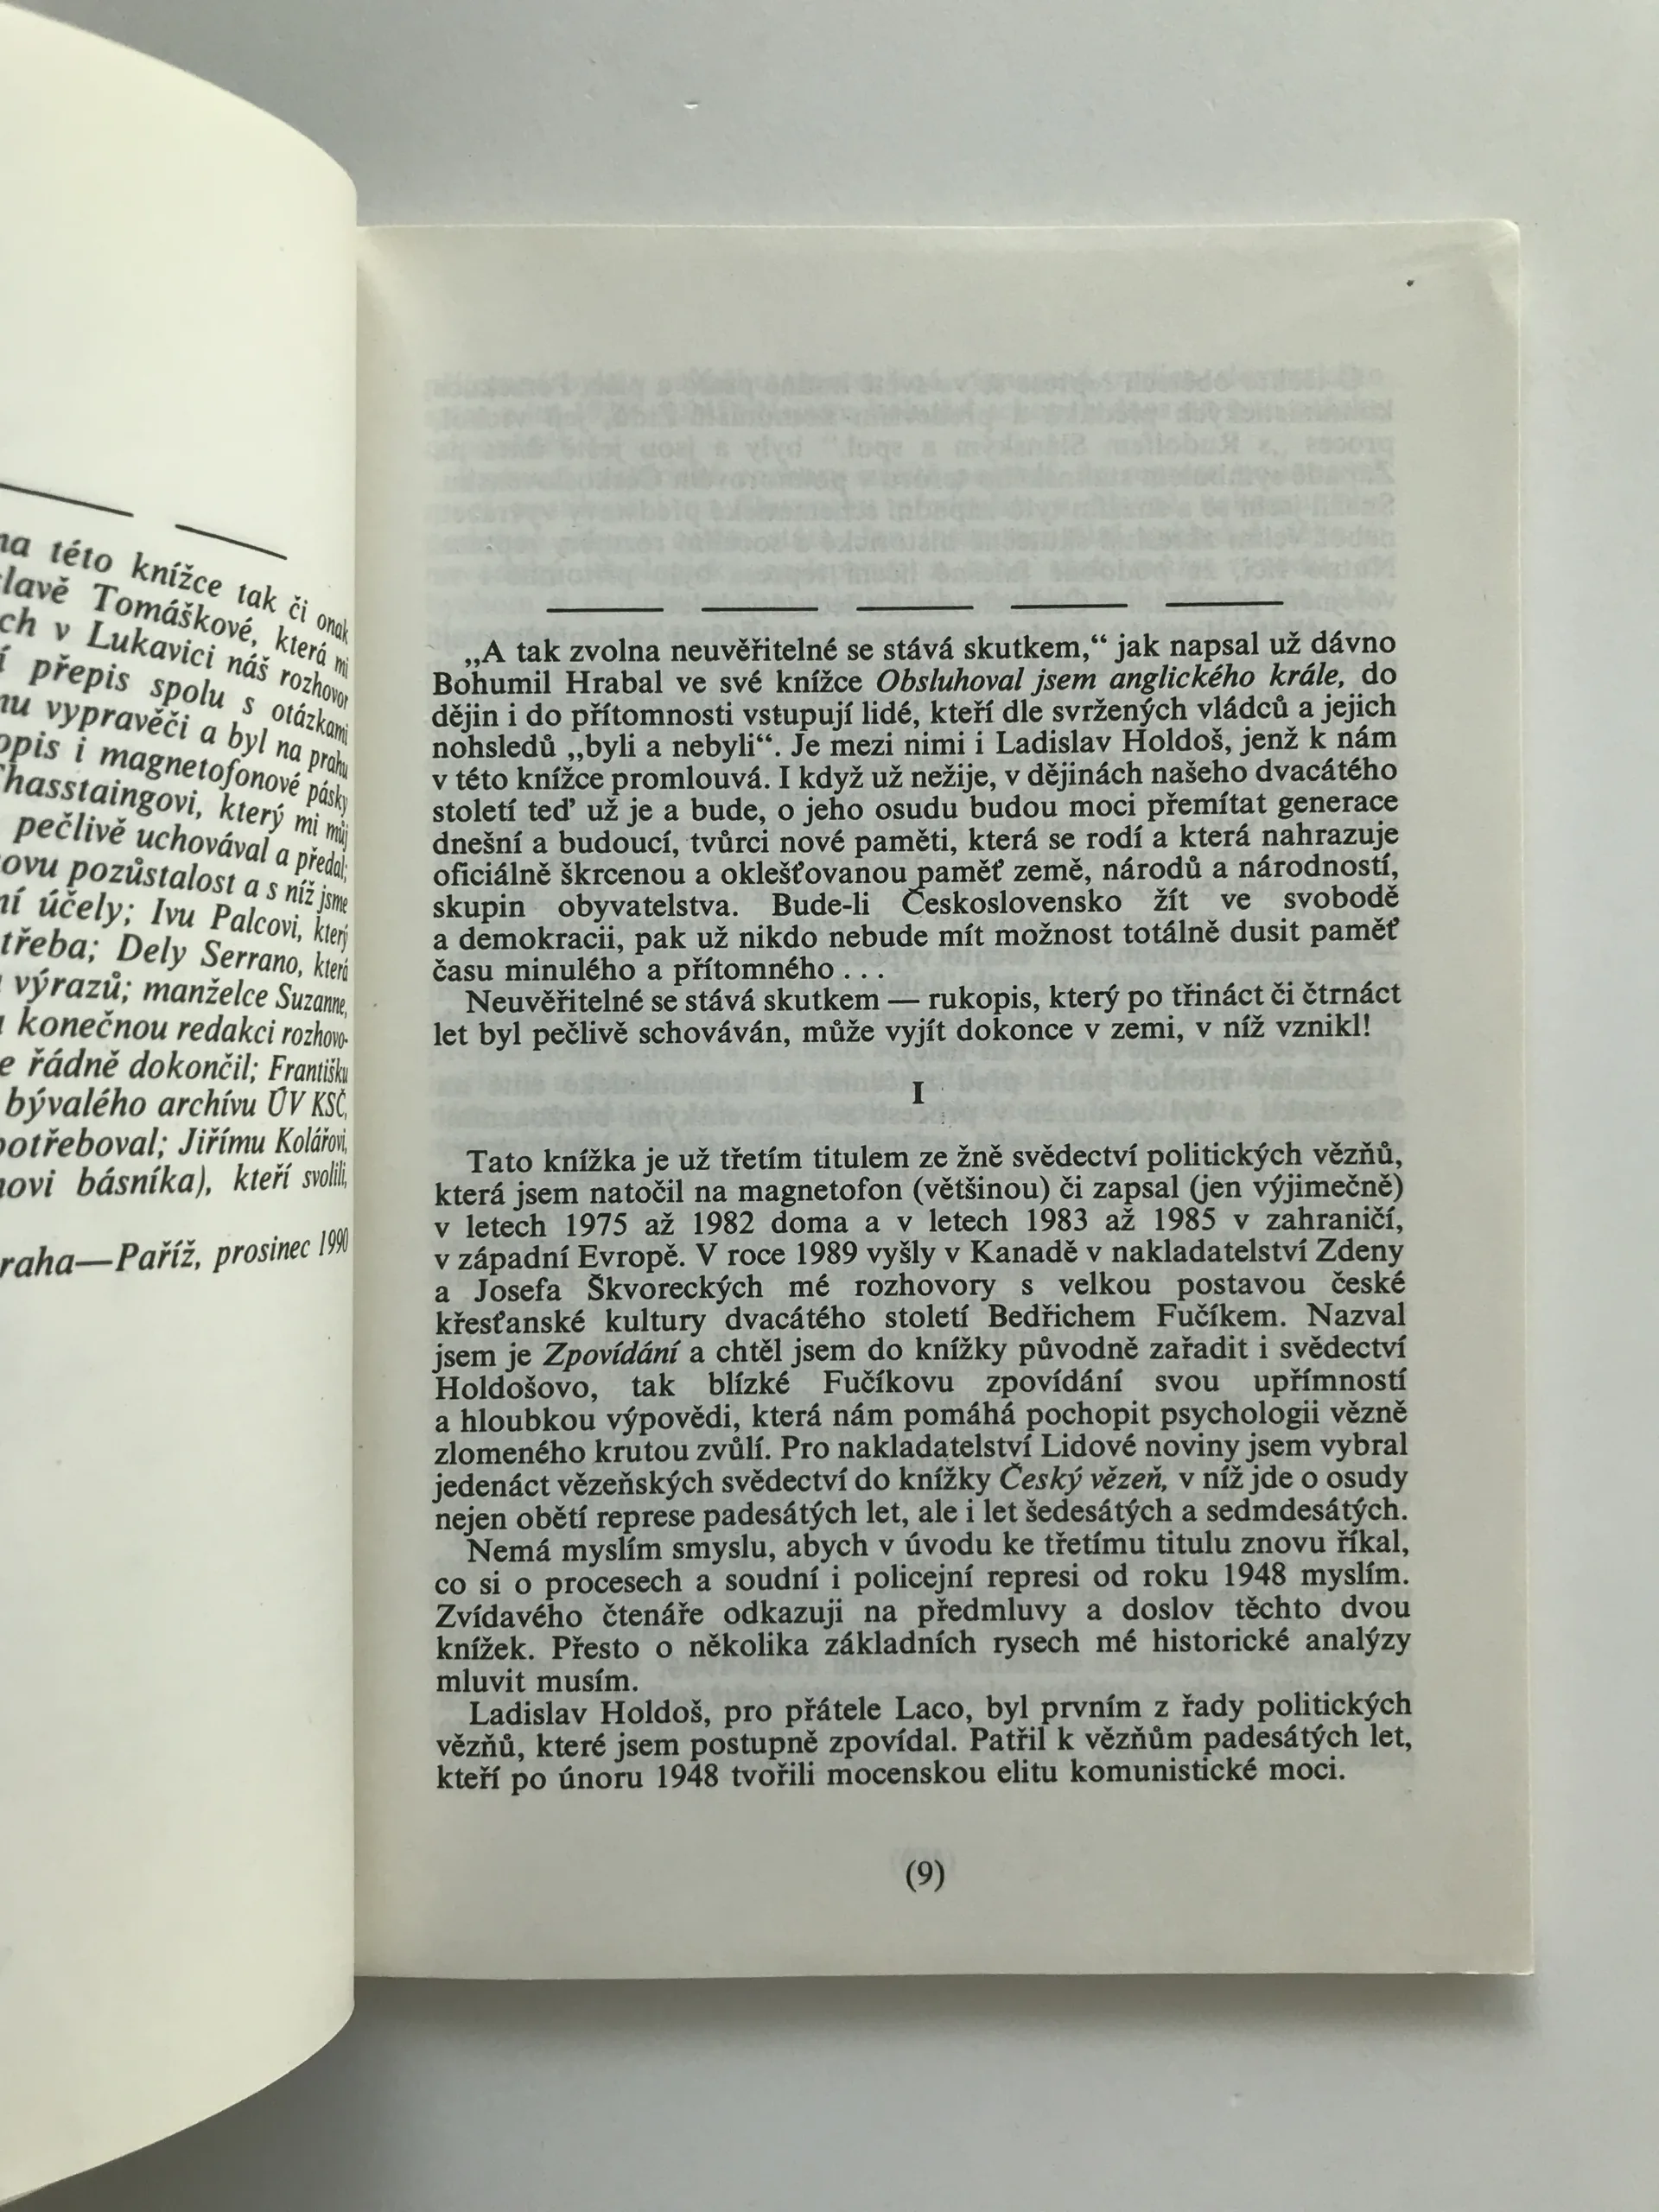 na této knížce tak či onak
slavě Tomáškové, která mi
ch v Lukavici náš rozhovor
í přepis spolu s otázkami
mu vypravěči a byl na prahu
opis i magnetofonové pásky
Chasstaingovi, který mi můj
pečlivě uchovával a předal;
ovu pozůstalost a s níž jsme
ní účely; Ivu Palcovi, který
třeba; Dely Serrano, která
výrazů; manželce Suzanne,
konečnou redakci rozhovo-
e řádně dokončil; Františku
bývalého archívu ÚV KSČ,
potřeboval; Jiřímu Kolářovi,
novi básníka), kteří svolili,
raha—Paříž, prosinec 1990
„A tak zvolna neuvěřitelné se stává skutkem,“ jak napsal už dávno
Bohumil Hrabal ve své knížce Obsluhoval jsem anglického krále, do
dějin i do přítomnosti vstupují lidé, kteří dle svržených vládců a jejich
nohsledů „byli a nebyli“. Je mezi nimi i Ladislav Holdoš, jenž k nám
v této knížce promlouvá. I když už nežije, v dějinách našeho dvacátého
století teď už je a bude, o jeho osudu budou moci přemítat generace
dnešní a budoucí, tvůrci nové paměti, která se rodí a která nahrazuje
oficiálně škrcenou a oklešťovanou paměť země, národů a národností,
skupin obyvatelstva. Bude-li Československo žít ve svobodě
a demokracii, pak už nikdo nebude mít možnost totálně dusit paměť
času minulého a přítomného . . .
Neuvěřitelné se stává skutkem — rukopis, který po třináct či čtrnáct
let byl pečlivě schováván, může vyjít dokonce v zemi, v níž vznikl!
I
Tato knížka je už třetím titulem ze žně svědectví politických vězňů,
která jsem natočil na magnetofon (většinou) či zapsal (jen výjimečně)
v letech 1975 až 1982 doma a v letech 1983 až 1985 v zahraničí,
v západní Evropě. V roce 1989 vyšly v Kanadě v nakladatelství Zdeny
a Josefa Škvoreckých mé rozhovory s velkou postavou české
křesťanské kultury dvacátého století Bedřichem Fučíkem. Nazval
jsem je Zpovídání a chtěl jsem do knížky původně zařadit i svědectví
Holdošovo, tak blízké Fučíkovu zpovídání svou upřímností
a hloubkou výpovědi, která nám pomáhá pochopit psychologii vězně
zlomeného krutou zvůlí. Pro nakladatelství Lidové noviny jsem vybral
jedenáct vězeňských svědectví do knížky Český vězeň, v níž jde o osudy
nejen obětí represe padesátých let, ale i let šedesátých a sedmdesátých.
Nemá myslím smyslu, abych v úvodu ke třetímu titulu znovu říkal,
co si o procesech a soudní i policejní represi od roku 1948 myslím.
Zvídavého čtenáře odkazuji na předmluvy a doslov těchto dvou
knížek. Přesto o několika základních rysech mé historické analýzy
mluvit musím.
Ladislav Holdoš, pro přátele Laco, byl prvním z řady politických
vězňů, které jsem postupně zpovídal. Patřil k vězňům padesátých let,
kteří po únoru 1948 tvořili mocenskou elitu komunistické moci.
(9)